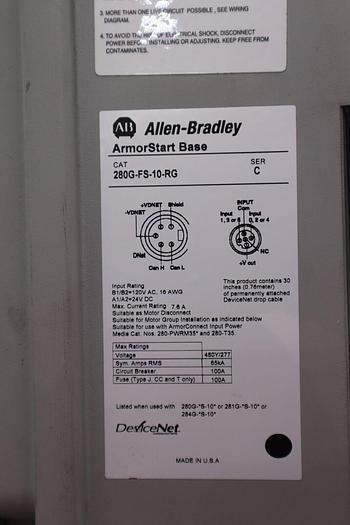 3. MORE THAN ONE LIVE CIRCUIT POSSIBLE, SEE WIRING
DIAGRAM.
4. TO AVOID THE RISK OF ELECTRICAL SHOCK, DISCONNECT
POWER BEFORE INSTALLING OR ADJUSTING. KEEP FREE FROM
CONTAMINATES.
AB Allen-Bradley
ArmorStart Base
CAT SER
280G-FS-10-RG C
+VDNET Shield
-VDNET
DNet
Can H Can L
INPUT
Com
Input Input
1, 3 or 5 0, 2 or 4
NC
+V out
Input Rating
B1/B2=120V AC, 16 AWG
A1/A2=24V DC
Max. Current Rating 7.6 A
This product contains 30
inches (0.76meter)
of permanently attached
DeviceNet drop cable
Suitable as Motor Disconnect
Suitable for Motor Group Installation as indicated below
Suitable for use with ArmorConnect Input Power
Media Cat. Nos. 280-PWRM35* and 280-T35.
Max Ratings
Voltage 480Y/277
Sym. Amps RMS 65kA
Circuit Breaker 100A
Fuse (Type J, CC and T only) 100A
Listed when used with 280G-*S-10* or 281G-*S-10* or
284G-*S-10*
DeviceNet
MADE IN U.S.A